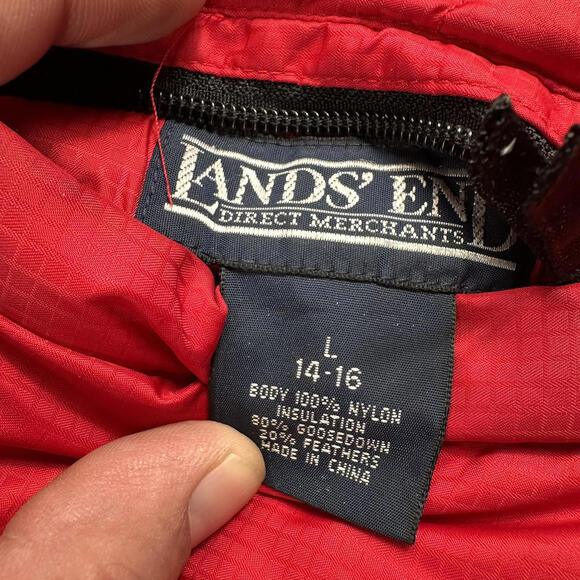 LANDS' END
DIRECT MERCHANTS
L
14-16
BODY 100% NYLON
INSULATION
80% GOOSEDOWN
20% FEATHERS
MADE IN CHINA